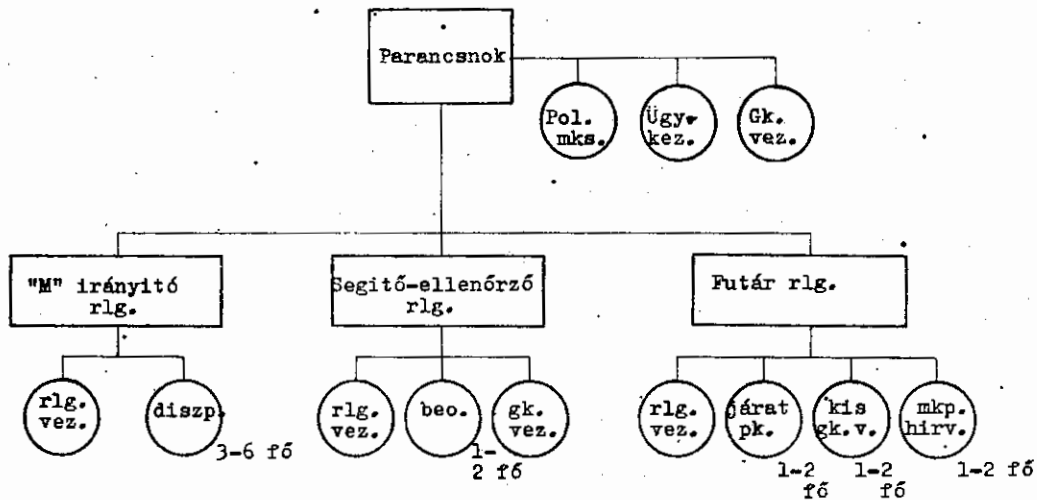 Parancsnok
Pol.
mks.
Ügy.
kez.
Gk.
vez.
"M" irányitó
rlg.
Segitő-ellenőrző
rlg.
Futár rlg.
rlg.
vez.
diszp.
3-6 fő
rlg.
vez.
beo.
1-
2 fő
gk.
vez.
rlg.
vez.
járat
pk.
1-2
fő
kis
gk.v.
1-2
fő
mkp.
hirv.
1-2 fő